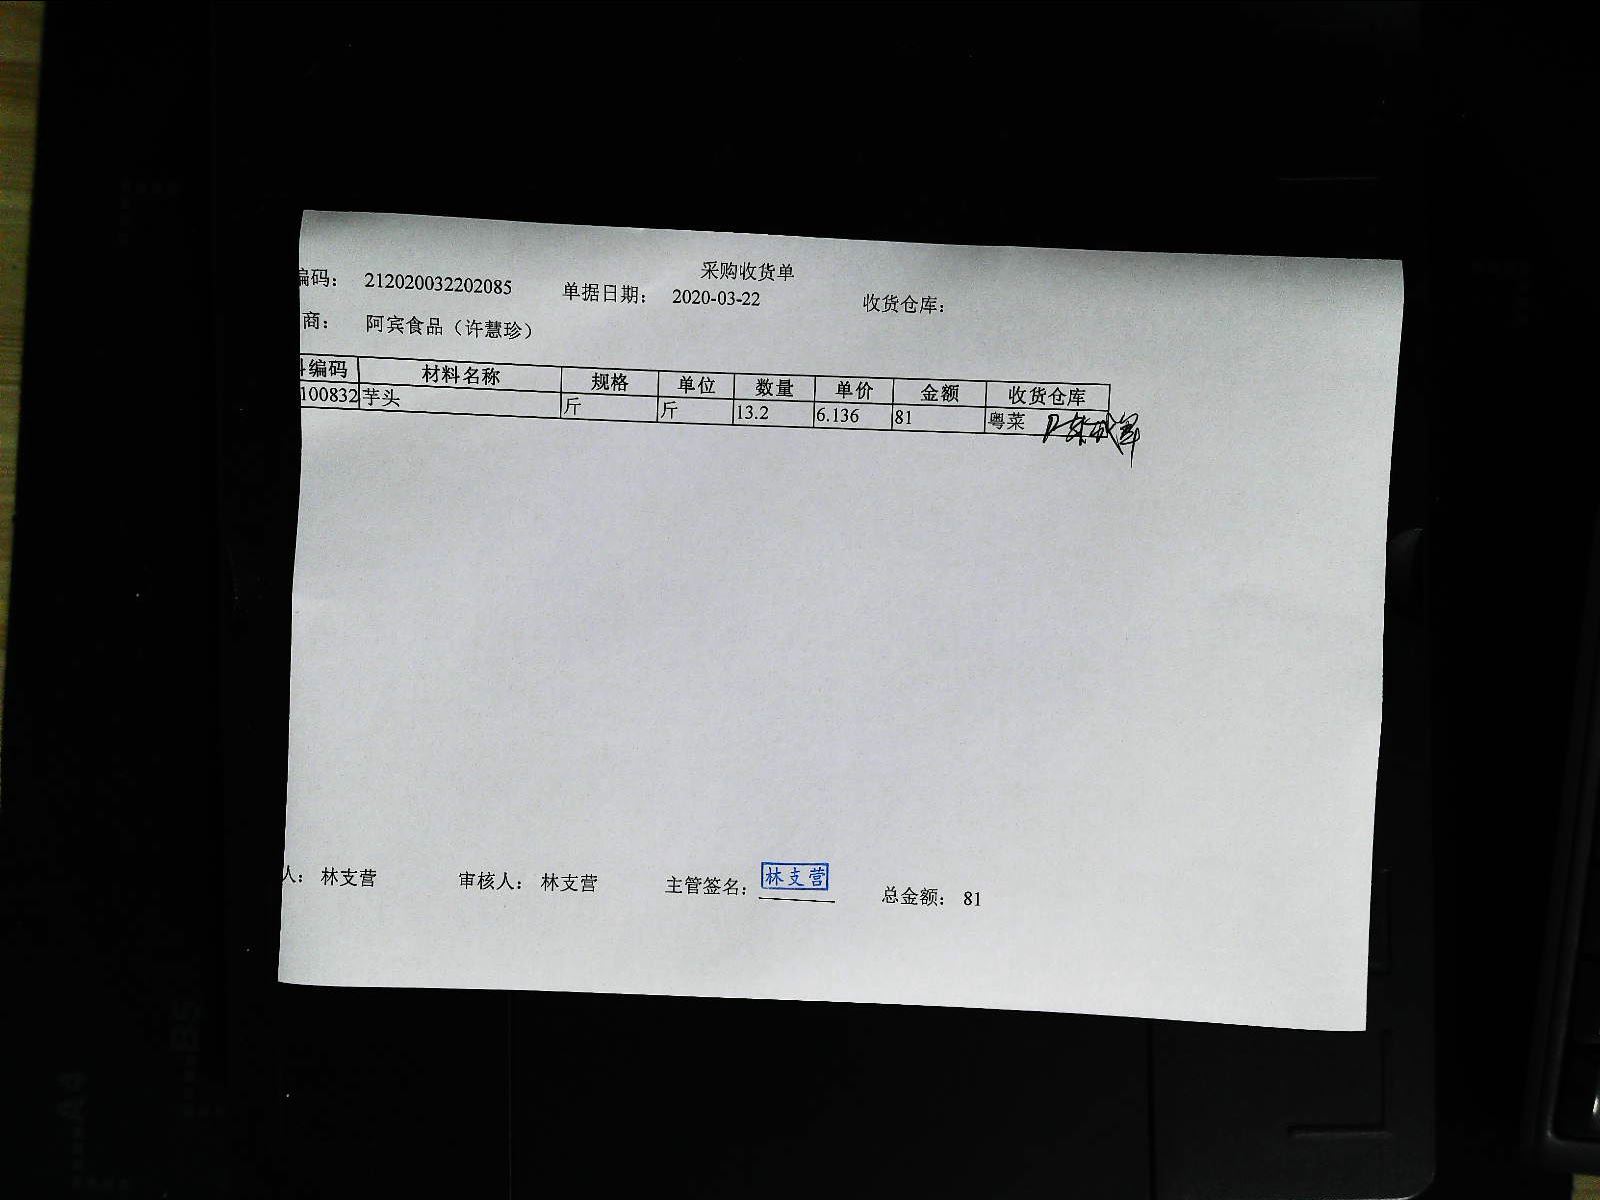 采购收货单
编码： 212020032202085 单据日期： 2020-03-22 收货仓库：
商： 阿宾食品（许慧珍）
编码 材料名称 规格 单位 数量 单价 金额 收货仓库
100832 芋头 斤 斤 13.2 6.136 81 粤菜
人： 林支营 审核人： 林支营 主管签名： 林支营 总金额： 81